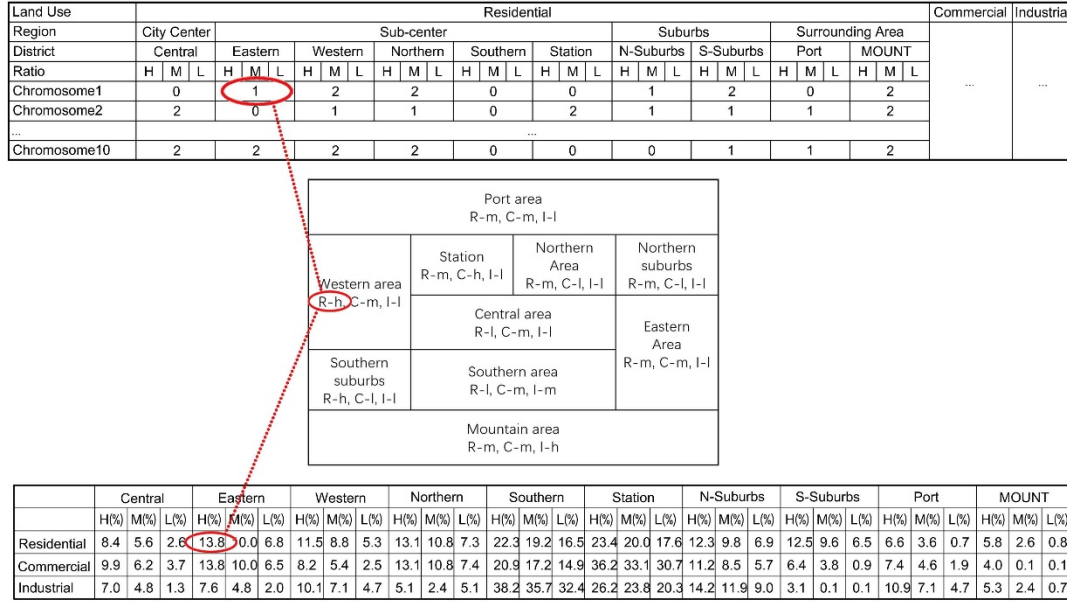 Land Use Residential Commercial Industrial
Region City Center Sub-center Suburbs Surrounding Area
District Central Eastern Western Northern Southern Station N-Suburbs S-Suburbs Port MOUNT
Ratio H M L H M L H M L H M L H M L H M L H M L H M L H M L H M L
Chromosome1 0 1 2 2 0 0 1 2 0 2 ... ...
Chromosome2 2 0 1 1 0 2 1 1 1 2
... ...
Chromosome10 2 2 2 2 0 0 0 1 1 2
Port area
R-m, C-m, I-l
Western area
R-h, C-m, I-l
Station
R-m, C-h, I-l
Northern
Area
R-m, C-l, I-l
Northern
suburbs
R-m, C-l, I-l
Central area
R-l, C-m, I-l
Eastern
Area
R-m, C-m, I-l
Southern
suburbs
R-h, C-l, I-l
Southern area
R-l, C-m, I-m
Mountain area
R-m, C-m, I-h
Central Eastern Western Northern Southern Station N-Suburbs S-Suburbs Port MOUNT
H(%) M(%) L(%) H(%) M(%) L(%) H(%) M(%) L(%) H(%) M(%) L(%) H(%) M(%) L(%) H(%) M(%) L(%) H(%) M(%) L(%) H(%) M(%) L(%) H(%) M(%) L(%) H(%) M(%) L(%)
Residential 8.4 5.6 2.6 13.8 10.0 6.8 11.5 8.8 5.3 13.1 10.8 7.3 22.3 19.2 16.5 23.4 20.0 17.6 12.3 9.8 6.9 12.5 9.6 6.5 6.6 3.6 0.7 5.8 2.6 0.8
Commercial 9.9 6.2 3.7 13.8 10.0 6.5 8.2 5.4 2.5 13.1 10.8 7.4 20.9 17.2 14.9 36.2 33.1 30.7 11.2 8.5 5.7 6.4 3.8 0.9 7.4 4.6 1.9 4.0 0.1 0.1
Industrial 7.0 4.8 1.3 7.6 4.8 2.0 10.1 7.1 4.7 5.1 2.4 5.1 38.2 35.7 32.4 26.2 23.8 20.3 14.2 11.9 9.0 3.1 0.1 0.1 10.9 7.1 4.7 5.3 2.4 0.7